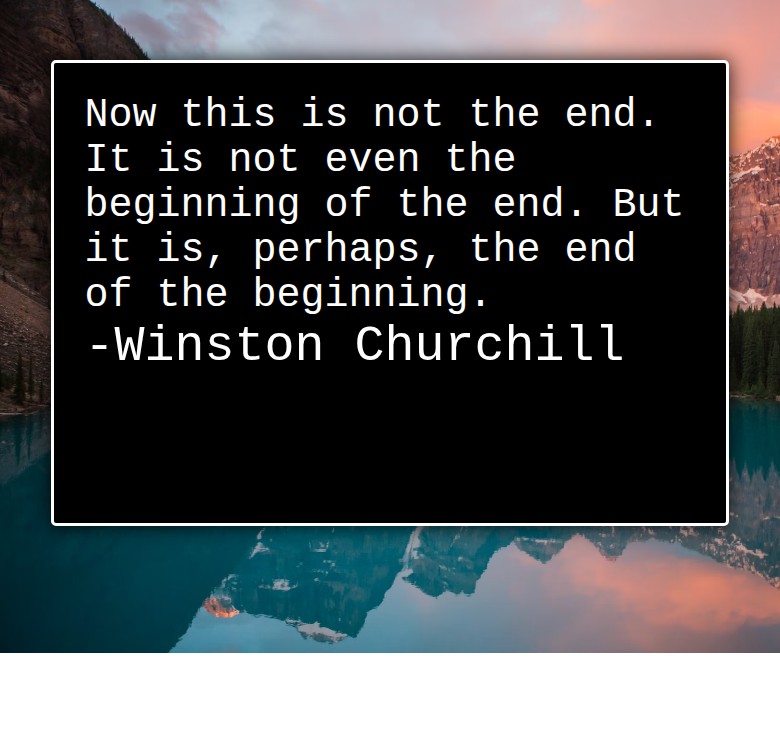 Now this is not the end.
It is not even the
beginning of the end. But
it is, perhaps, the end
of the beginning.
-Winston Churchill